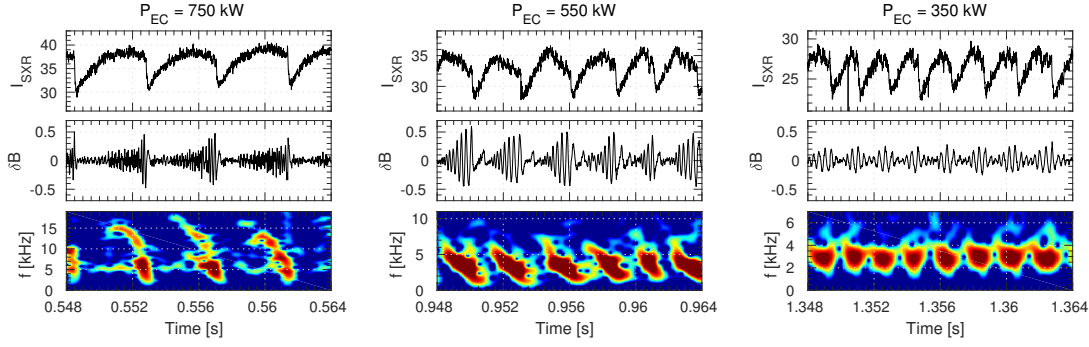 P_EC = 750 kW
I_SXR
40
35
30
δB
0.5
0
-0.5
f [kHz]
15
10
5
0
0.548
0.552
0.556
0.56
0.564
Time [s]
P_EC = 550 kW
I_SXR
35
30
δB
0.5
0
-0.5
f [kHz]
10
5
0
0.948
0.952
0.956
0.96
0.964
Time [s]
P_EC = 350 kW
I_SXR
30
25
δB
0.5
0
-0.5
f [kHz]
6
4
2
0
1.348
1.352
1.356
1.36
1.364
Time [s]